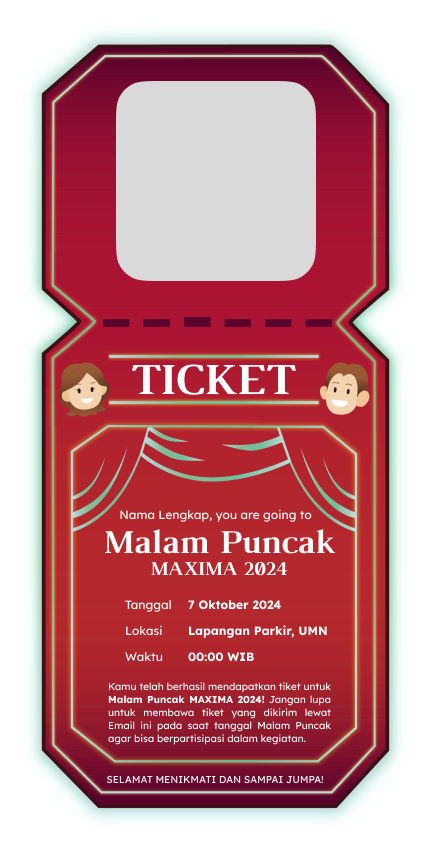 TICKET
Nama Lengkap, you are going to
Malam Puncak
MAXIMA 2024
Tanggal 7 Oktober 2024
Lokasi Lapangan Parkir, UMN
Waktu 00:00 WIB
Kamu telah berhasil mendapatkan tiket untuk
Malam Puncak MAXIMA 2024! Jangan lupa
untuk membawa tiket yang dikirim lewat
Email ini pada saat tanggal Malam Puncak
agar bisa berpartisipasi dalam kegiatan.
SELAMAT MENIKMATI DAN SAMPAI JUMPA!